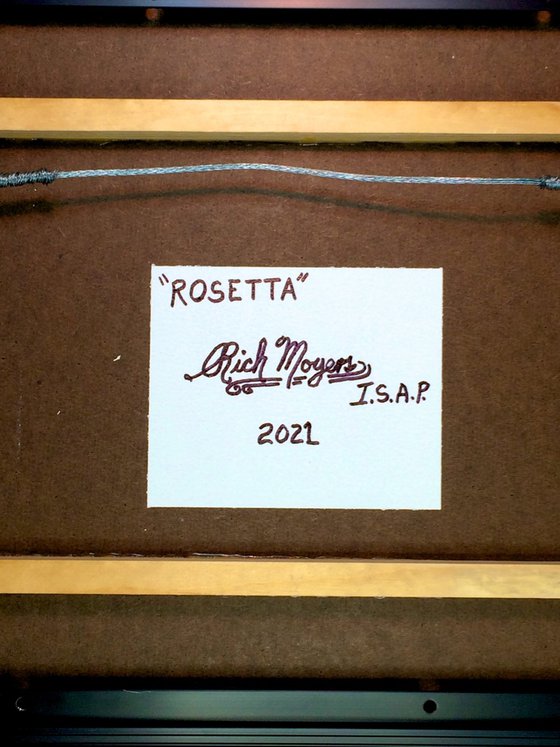 "ROSETTA"
Rich Moyers
I.S.A.P.
2021